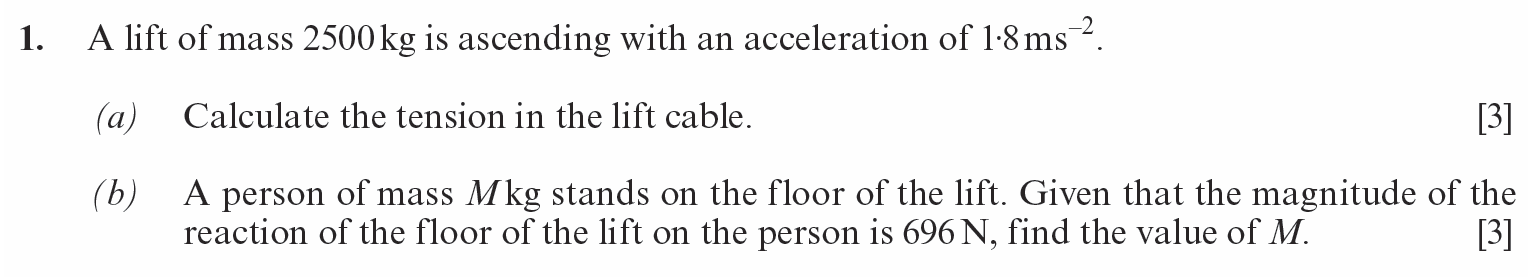 1. A lift of mass 2500 kg is ascending with an acceleration of 1·8 ms⁻².
(a) Calculate the tension in the lift cable. [3]
(b) A person of mass M kg stands on the floor of the lift. Given that the magnitude of the
reaction of the floor of the lift on the person is 696 N, find the value of M. [3]